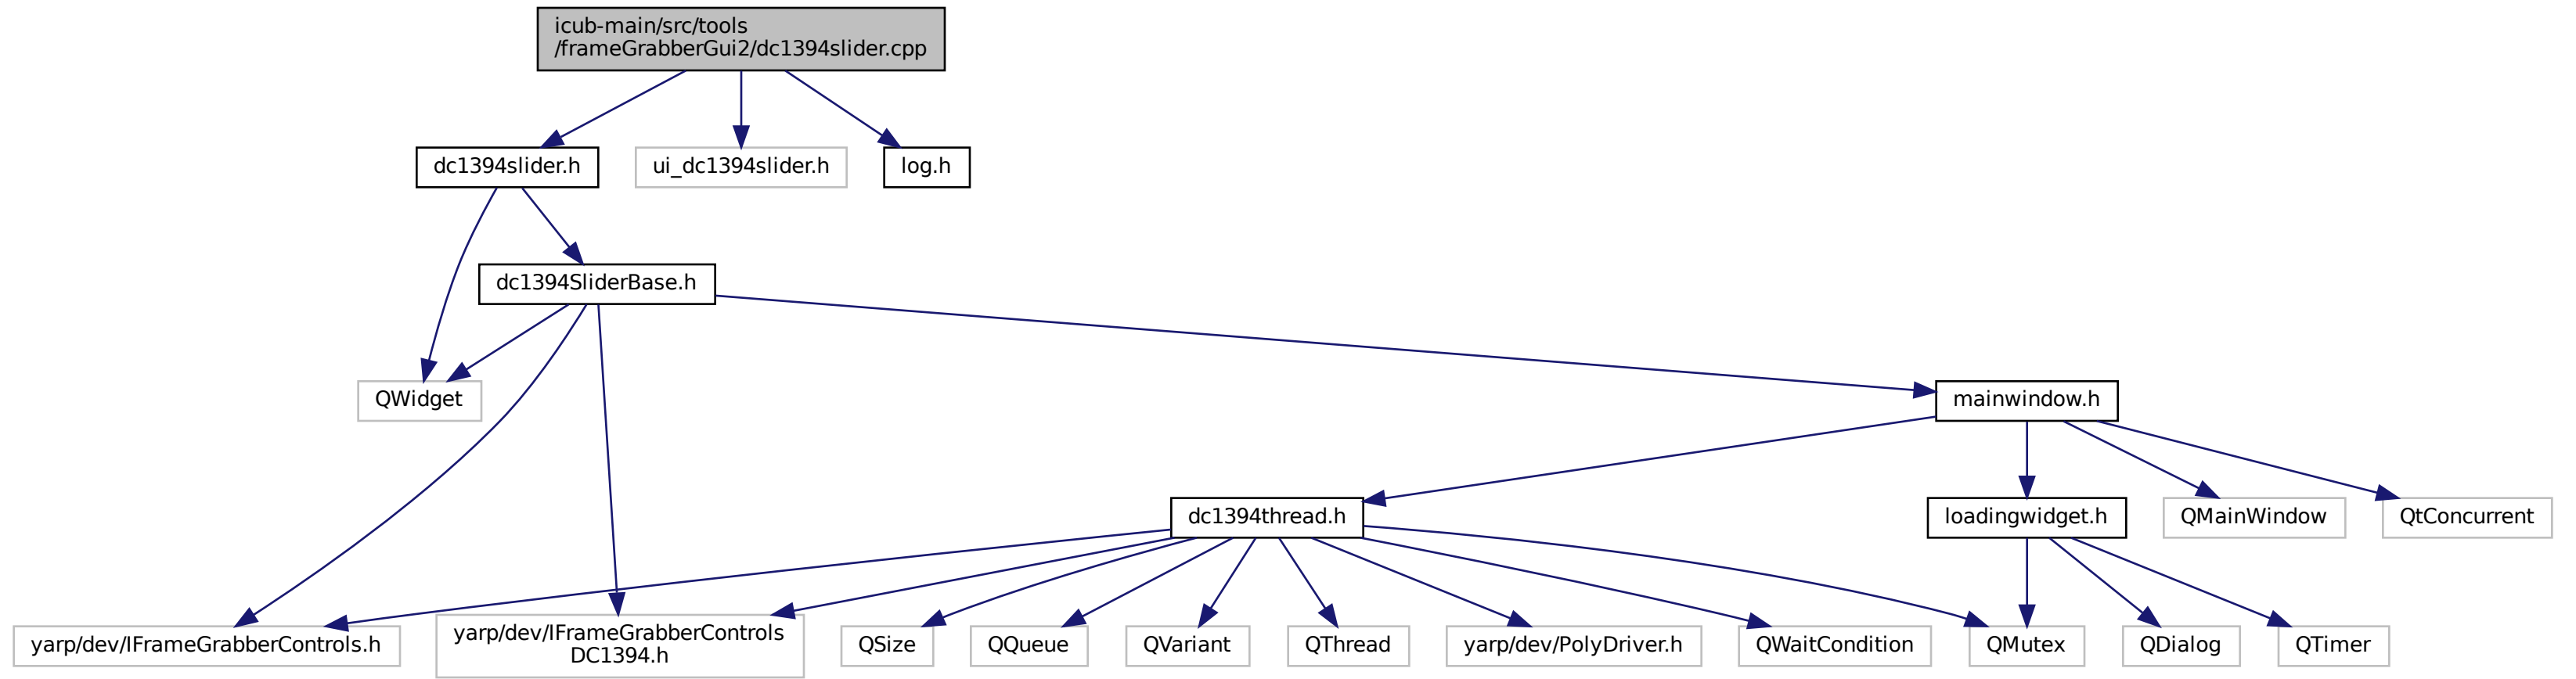 icub-main/src/tools
/frameGrabberGui2/dc1394slider.cpp
dc1394slider.h
ui_dc1394slider.h
log.h
dc1394SliderBase.h
QWidget
mainwindow.h
dc1394thread.h
loadingwidget.h
QMainWindow
QtConcurrent
yarp/dev/IFrameGrabberControls.h
yarp/dev/IFrameGrabberControls
DC1394.h
QSize
QQueue
QVariant
QThread
yarp/dev/PolyDriver.h
QWaitCondition
QMutex
QDialog
QTimer